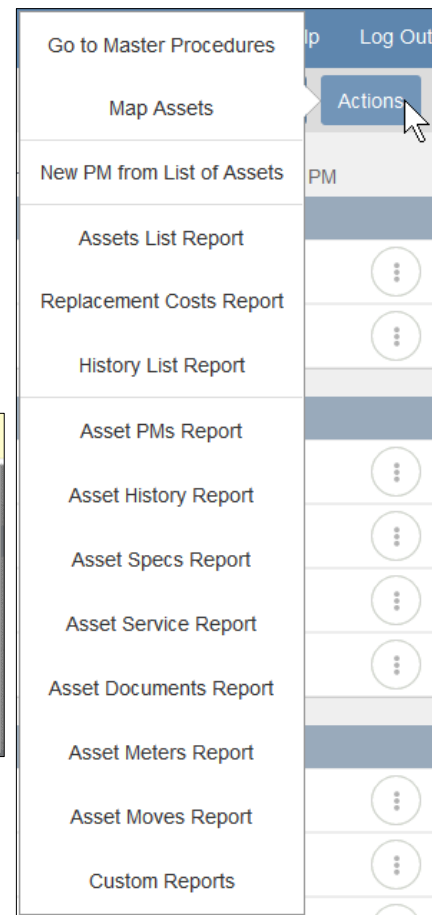 Go to Master Procedures
Map Assets
New PM from List of Assets
Assets List Report
Replacement Costs Report
History List Report
Asset PMs Report
Asset History Report
Asset Specs Report
Asset Service Report
Asset Documents Report
Asset Meters Report
Asset Moves Report
Custom Reports
lp Log Out
Actions
PM